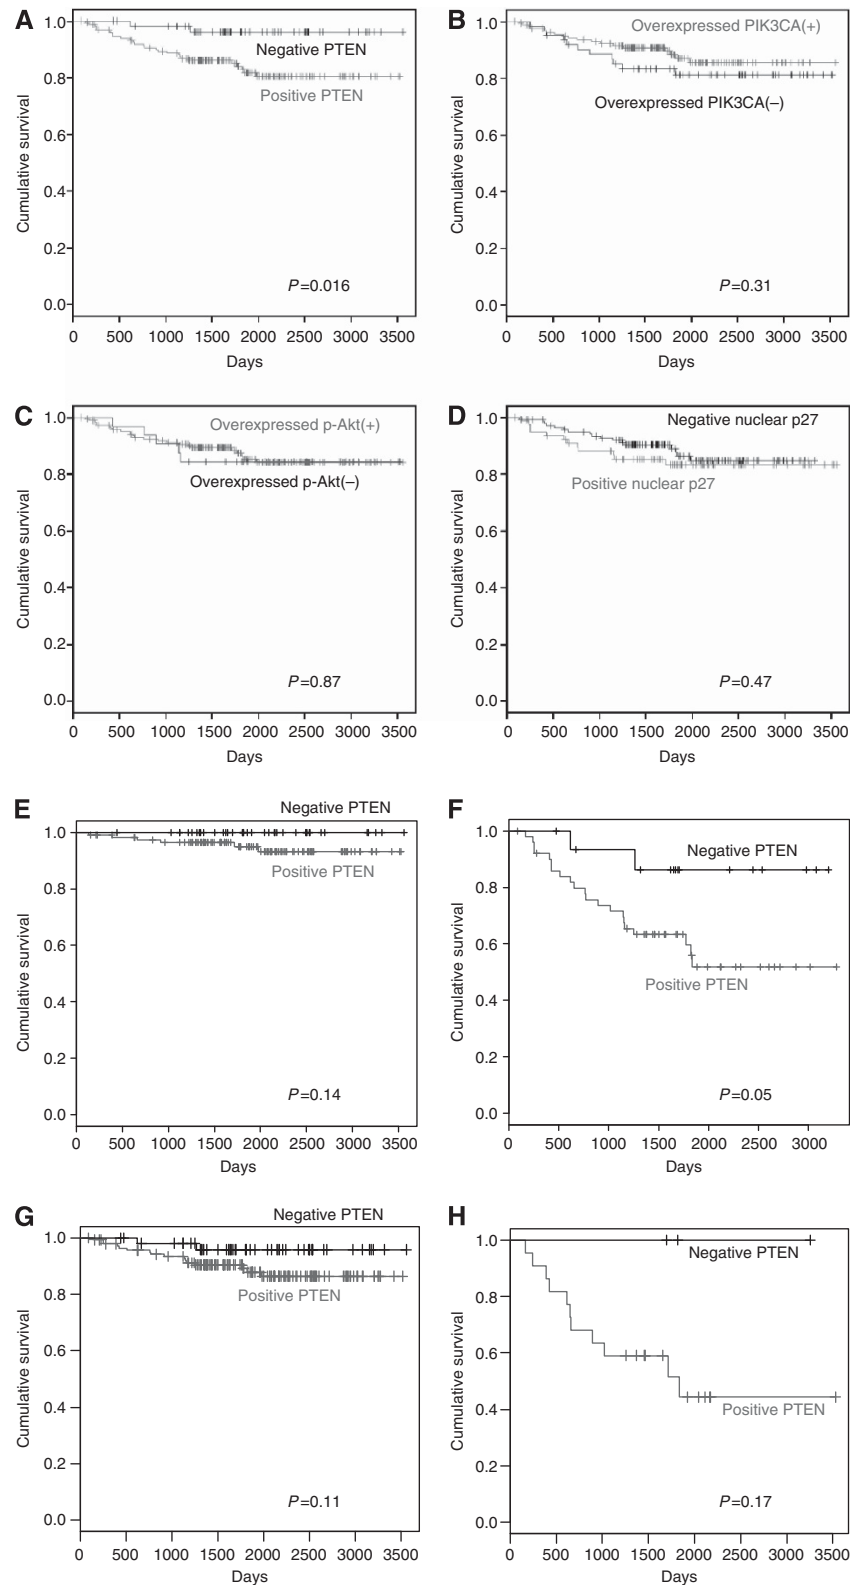 A
1.0
0.8
0.6
0.4
0.2
0.0
Cumulative survival
Negative PTEN
Positive PTEN
P=0.016
0 500 1000 1500 2000 2500 3000 3500
Days
B
1.0
0.8
0.6
0.4
0.2
0.0
Cumulative survival
Overexpressed PIK3CA(+)
Overexpressed PIK3CA(–)
P=0.31
0 500 1000 1500 2000 2500 3000 3500
Days
C
1.0
0.8
0.6
0.4
0.2
0.0
Cumulative survival
Overexpressed p-Akt(+)
Overexpressed p-Akt(–)
P=0.87
0 500 1000 1500 2000 2500 3000 3500
Days
D
1.0
0.8
0.6
0.4
0.2
0.0
Cumulative survival
Negative nuclear p27
Positive nuclear p27
P=0.47
0 500 1000 1500 2000 2500 3000 3500
Days
E
Negative PTEN
1.0
0.8
0.6
0.4
0.2
0.0
Cumulative survival
Positive PTEN
P=0.14
0 500 1000 1500 2000 2500 3000 3500
Days
F
1.0
0.8
0.6
0.4
0.2
0.0
Cumulative survival
Negative PTEN
Positive PTEN
P=0.05
0 500 1000 1500 2000 2500 3000
Days
G
Negative PTEN
1.0
0.8
0.6
0.4
0.2
0.0
Cumulative survival
Positive PTEN
P=0.11
0 500 1000 1500 2000 2500 3000 3500
Days
H
1.0
0.8
0.6
0.4
0.2
0.0
Cumulative survival
Negative PTEN
Positive PTEN
P=0.17
0 500 1000 1500 2000 2500 3000 3500
Days